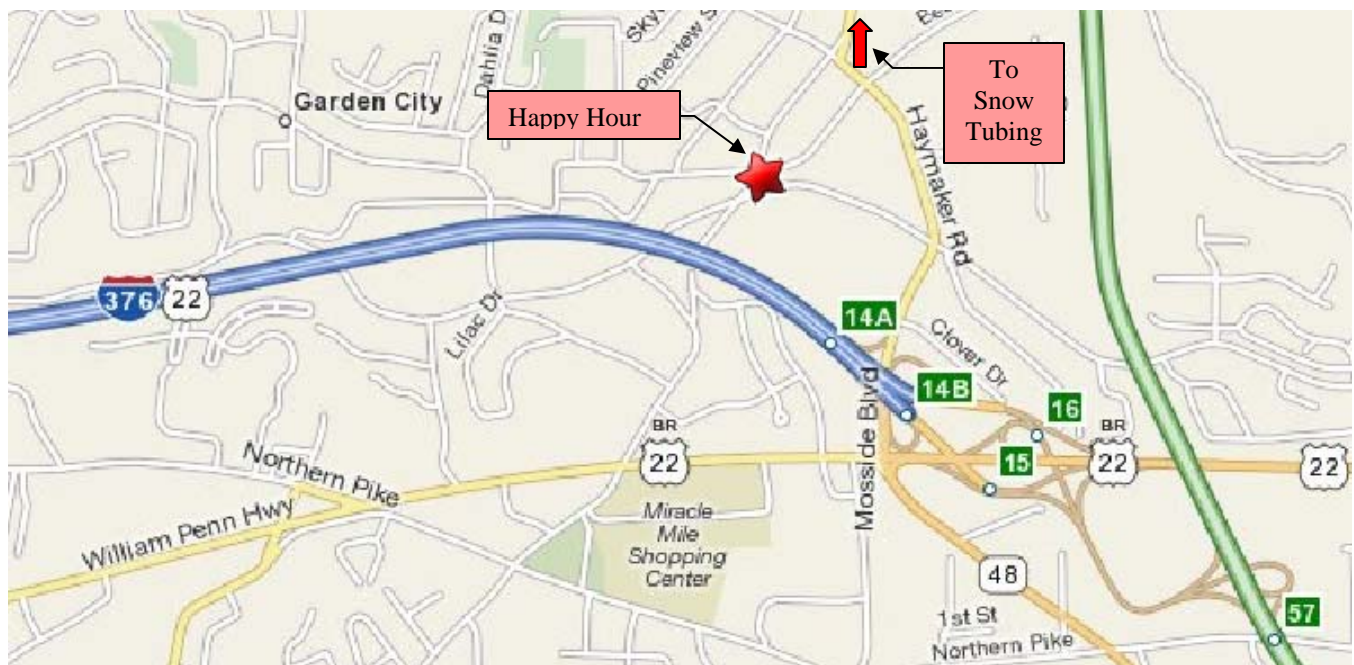 Dahlia D
Pineview S
Garden City
Happy Hour
To
Snow
Tubing
Haymaker Rd
376
22
Lilac Dr
14A
Clover Dr
14B
Mosside Blvd
16
BR
22
15
BR
22
22
Northern Pike
William Penn Hwy
Miracle
Mile
Shopping
Center
48
1st St
Northern Pike
57